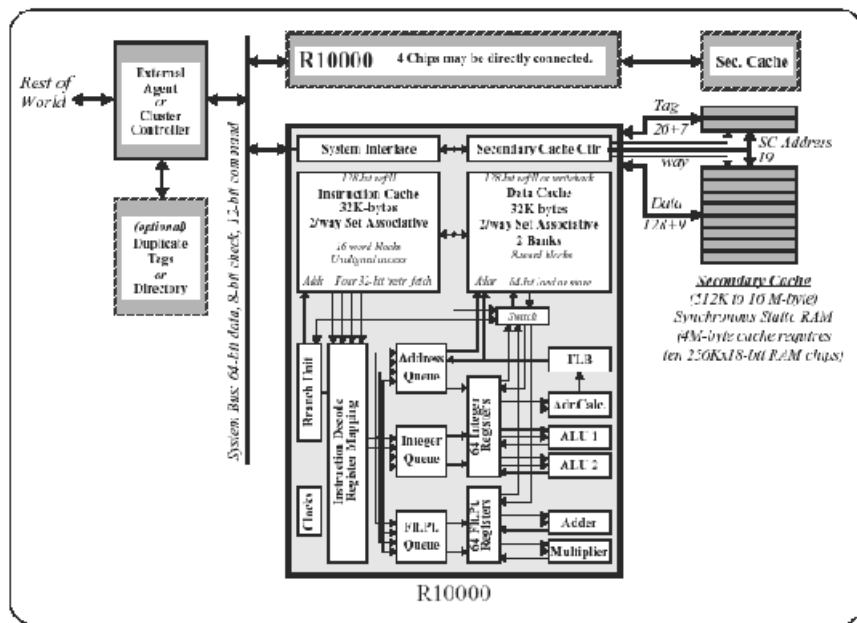 R10000 4 Chips may be directly connected.
Sec. Cache
Rest of
World
External
Agent
or
Cluster
Controller
(optional)
Duplicate
Tags
or
Directory
System Bus: 64-bit data, 8-bit check, 12-bit command
System Interface
Secondary Cache Ctlr
Tag
26+7
SC Address
19
way
Data
128+9
128-bit refill
Instruction Cache
32K-bytes
2/way Set Associative
16 word blocks
Unaligned access
Addr Four 32-bit instr. fetch
128-bit refill or writeback
Data Cache
32K bytes
2/way Set Associative
2 Banks
8 word blocks
Addr 64-bit load or store
Switch
Secondary Cache
(512K to 16 M-byte)
Synchronous Static RAM
(4M-byte cache requires
ten 256Kx18-bit RAM chips)
Branch Unit
Clocks
Instruction Decode
Register Mapping
Address
Queue
Integer
Queue
Fl.Pt.
Queue
64 Integer
Registers
64 Fl.Pt.
Registers
TLB
Adr.Calc.
ALU 1
ALU 2
Adder
Multiplier
R10000